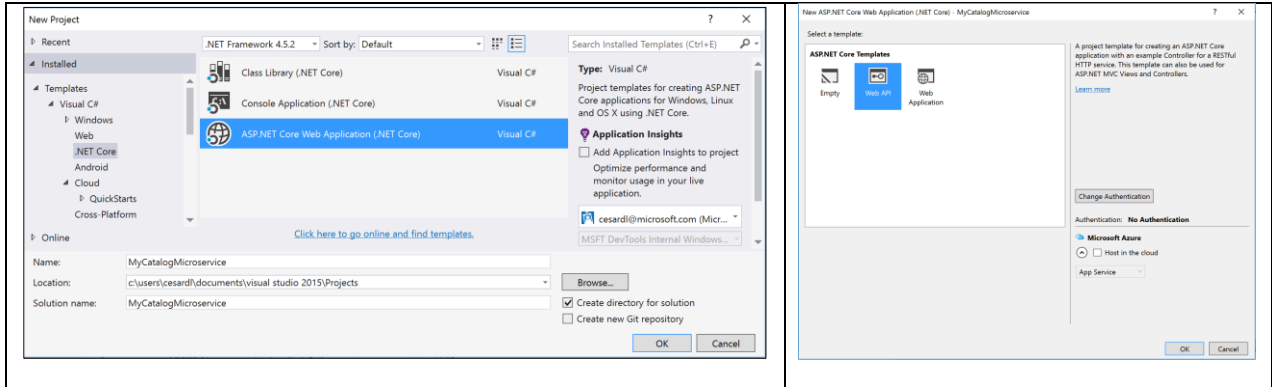 New Project
? ×
Recent
.NET Framework 4.5.2
Sort by: Default
Search Installed Templates (Ctrl+E)
Installed
Templates
Visual C#
Windows
Web
.NET Core
Android
Cloud
QuickStarts
Cross-Platform
Online
Class Library (.NET Core) Visual C#
Console Application (.NET Core) Visual C#
ASP.NET Core Web Application (.NET Core) Visual C#
Click here to go online and find templates.
Type: Visual C#
Project templates for creating ASP.NET
Core applications for Windows, Linux
and OS X using .NET Core.
Application Insights
Add Application Insights to project
Optimize performance and
monitor usage in your live
application.
cesardl@microsoft.com (Micr...
MSFT DevTools Internal Windows...
Name: MyCatalogMicroservice
Location: c:\users\cesardl\documents\visual studio 2015\Projects
Browse...
Solution name: MyCatalogMicroservice
Create directory for solution
Create new Git repository
OK Cancel
New ASP.NET Core Web Application (.NET Core) - MyCatalogMicroservice
? ×
Select a template:
ASP.NET Core Templates
Empty
Web API
Web
Application
A project template for creating an ASP.NET Core
application with an example Controller for a RESTful
HTTP service. This template can also be used for
ASP.NET MVC Views and Controllers.
Learn more
Change Authentication
Authentication: No Authentication
Microsoft Azure
Host in the cloud
App Service
OK Cancel